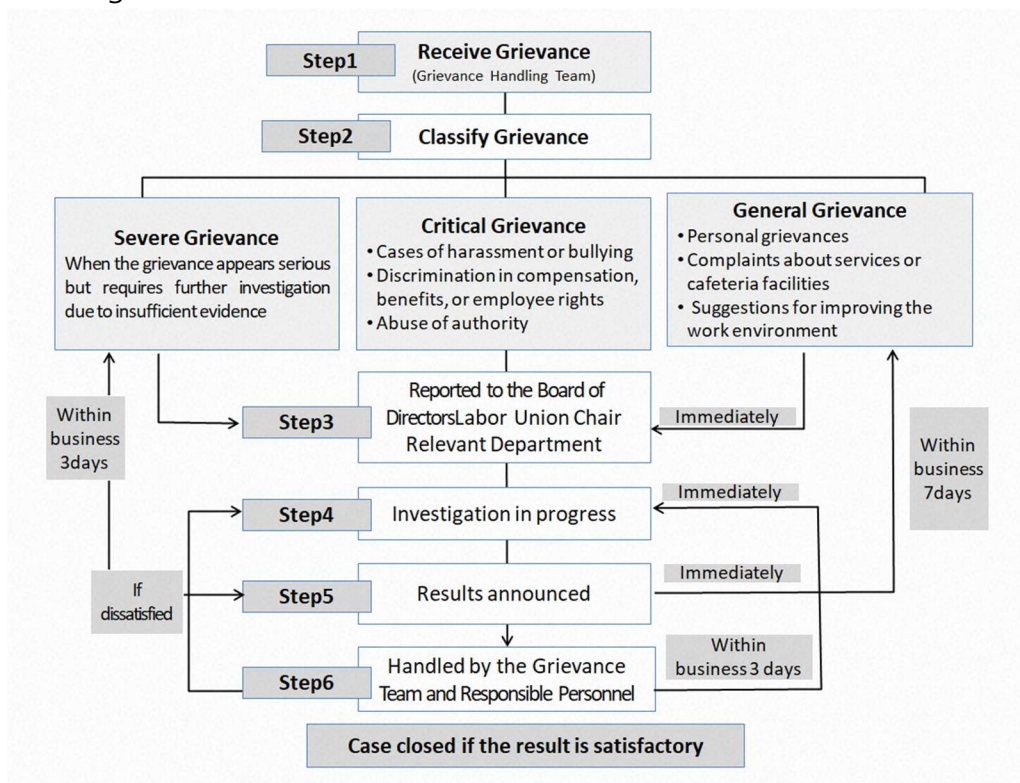 Step1
Receive Grievance
(Grievance Handling Team)
Step2
Classify Grievance
Severe Grievance
When the grievance appears serious
but requires further investigation
due to insufficient evidence
Critical Grievance
• Cases of harassment or bullying
• Discrimination in compensation,
benefits, or employee rights
• Abuse of authority
General Grievance
• Personal grievances
• Complaints about services or
cafeteria facilities
• Suggestions for improving the
work environment
Within
business
3days
Step3
Reported to the Board of
DirectorsLabor Union Chair
Relevant Department
Immediately
Within
business
7days
Step4
Investigation in progress
Immediately
If
dissatisfied
Step5
Results announced
Immediately
Step6
Handled by the Grievance
Team and Responsible Personnel
Within
business 3 days
Case closed if the result is satisfactory